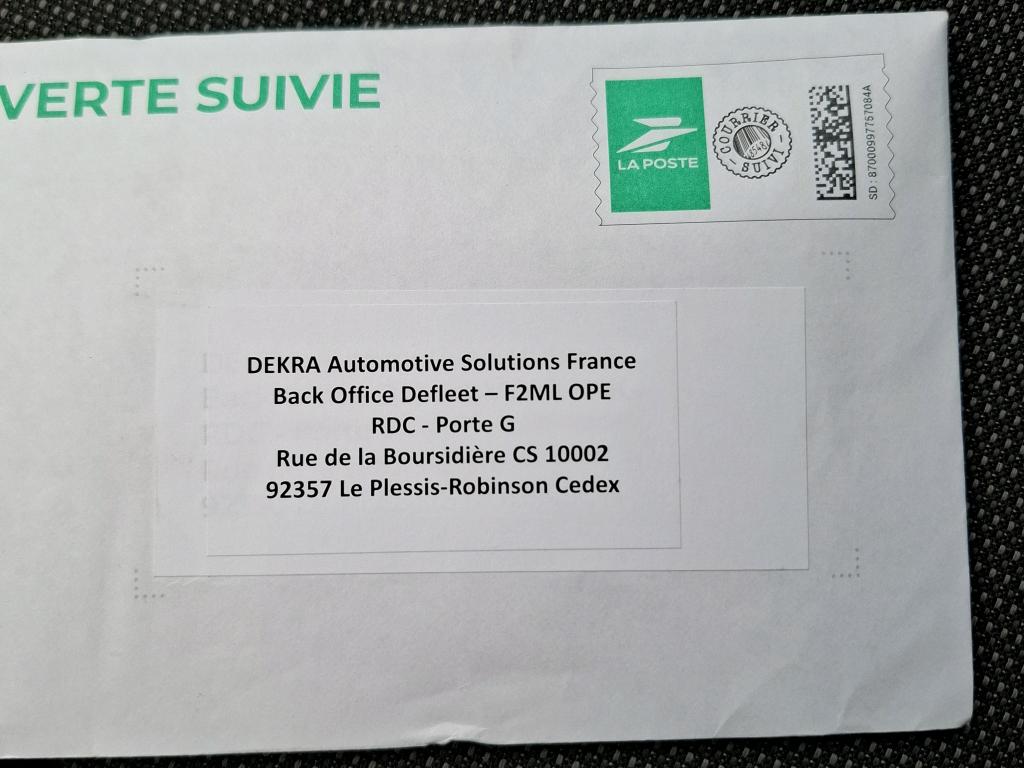 VERTE SUIVIE
LA POSTE
COURRIER
SUIVI
SD : 87000997757084A
DEKRA Automotive Solutions France
Back Office Defleet – F2ML OPE
RDC - Porte G
Rue de la Boursidière CS 10002
92357 Le Plessis-Robinson Cedex